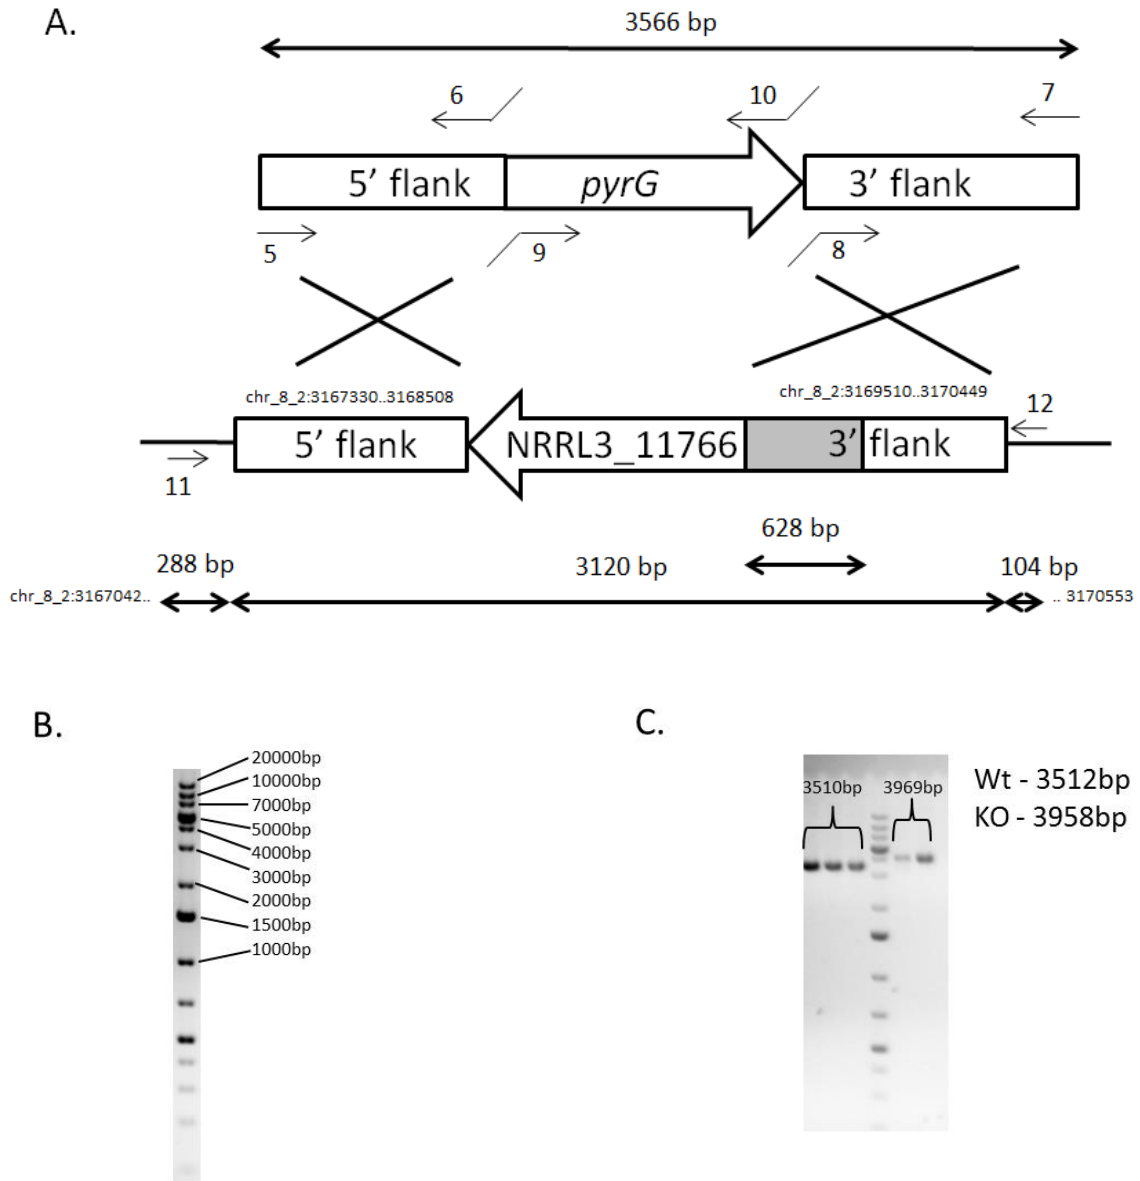 A.
3566 bp
6
10
7
5' flank
pyrG
3' flank
5
9
8
chr_8_2:3167330..3168508
chr_8_2:3169510..3170449
12
5' flank
NRRL3_11766
3' flank
11
628 bp
288 bp
3120 bp
104 bp
chr_8_2:3167042..
.. 3170553
B.
20000bp
10000bp
7000bp
5000bp
4000bp
3000bp
2000bp
1500bp
1000bp
C.
3510bp
3969bp
Wt - 3512bp
KO - 3958bp